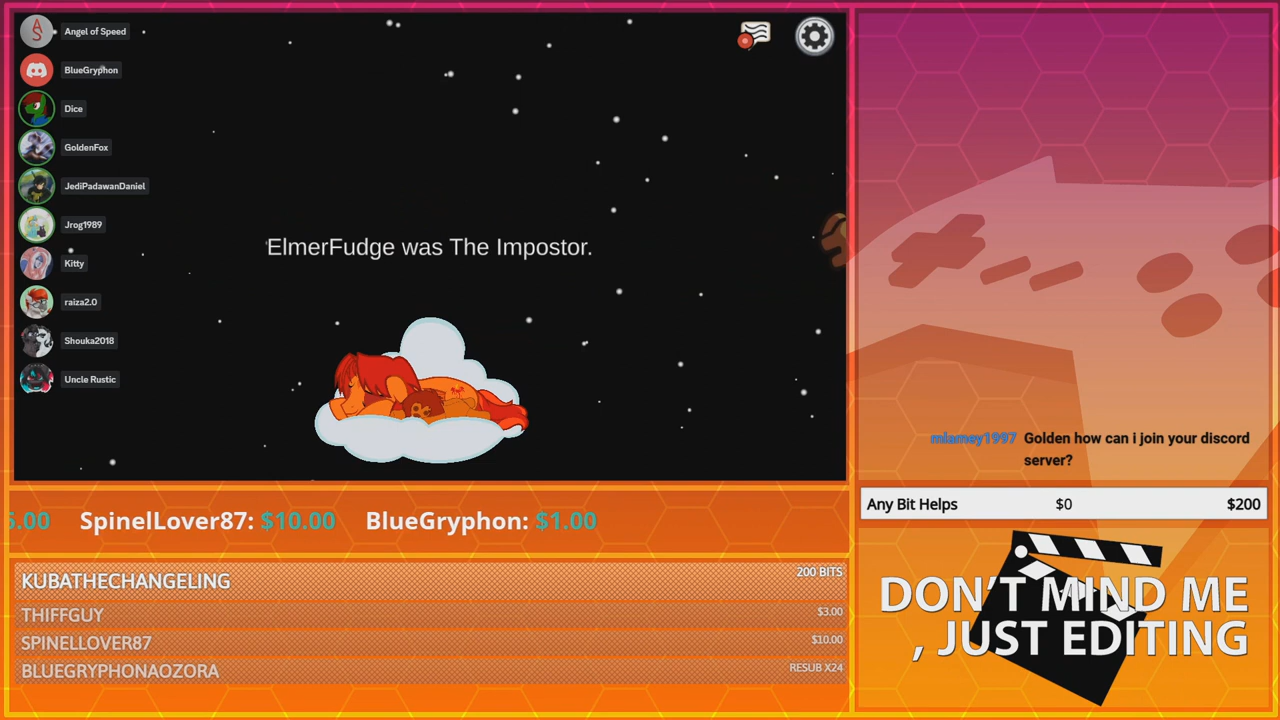 Angel of Speed
BlueGryphon
Dice
GoldenFox
JediPadawanDaniel
Jrog1989
Kitty
raiza2.0
Shouka2018
Uncle Rustic
ElmerFudge was The Impostor.
5.00 SpinelLover87: $10.00 BlueGryphon: $1.00
KUBATHECHANGELING 200 BITS
THIFFGUY $3.00
SPINELLOVER87 $10.00
BLUEGRYPHONAOZORA RESUB X24
mlamey1997 Golden how can i join your discord
server?
Any Bit Helps $0 $200
DON'T MIND ME
, JUST EDITING